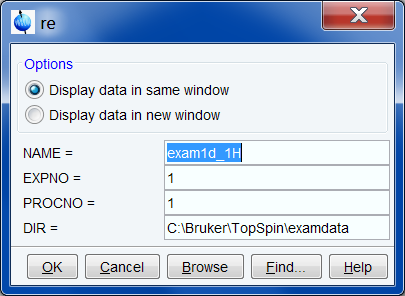 re
Options
Display data in same window
Display data in new window
NAME = exam1d_1H
EXPNO = 1
PROCNO = 1
DIR = C:\Bruker\TopSpin\examdata
OK Cancel Browse Find... Help